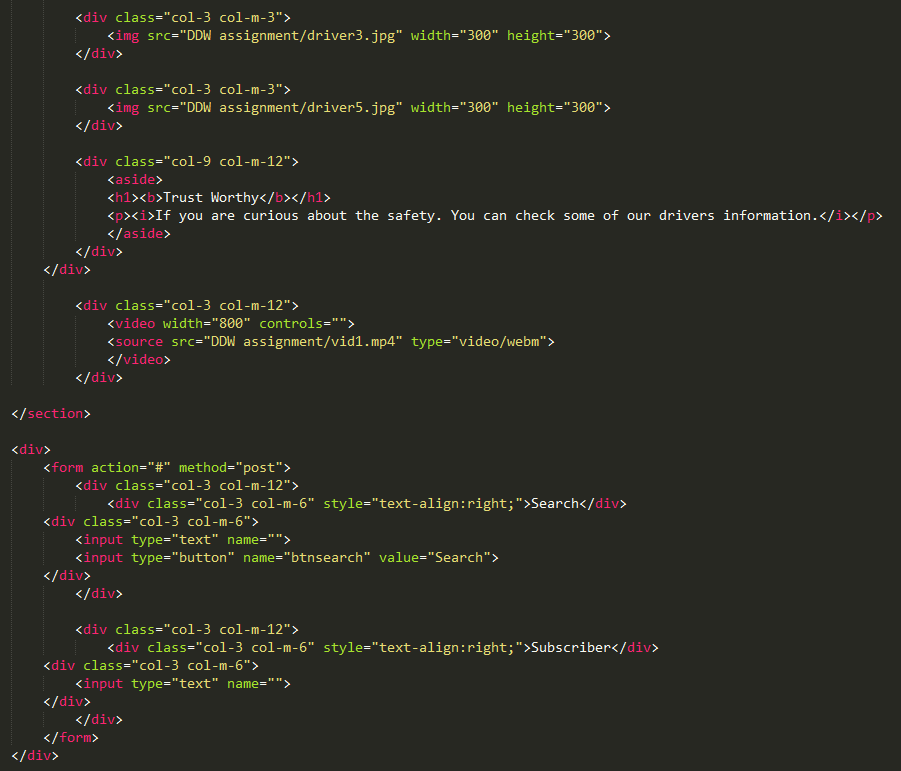 <div class="col-3 col-m-3">
<img src="DDW assignment/driver3.jpg" width="300" height="300">
</div>
<div class="col-3 col-m-3">
<img src="DDW assignment/driver5.jpg" width="300" height="300">
</div>
<div class="col-9 col-m-12">
<aside>
<h1><b>Trust Worthy</b></h1>
<p><i>If you are curious about the safety. You can check some of our drivers information.</i></p>
</aside>
</div>
</div>
<div class="col-3 col-m-12">
<video width="800" controls="">
<source src="DDW assignment/vid1.mp4" type="video/webm">
</video>
</div>
</section>
<div>
<form action="#" method="post">
<div class="col-3 col-m-12">
<div class="col-3 col-m-6" style="text-align:right;">Search</div>
<div class="col-3 col-m-6">
<input type="text" name="">
<input type="button" name="btnsearch" value="Search">
</div>
</div>
<div class="col-3 col-m-12">
<div class="col-3 col-m-6" style="text-align:right;">Subscriber</div>
<div class="col-3 col-m-6">
<input type="text" name="">
</div>
</div>
</form>
</div>